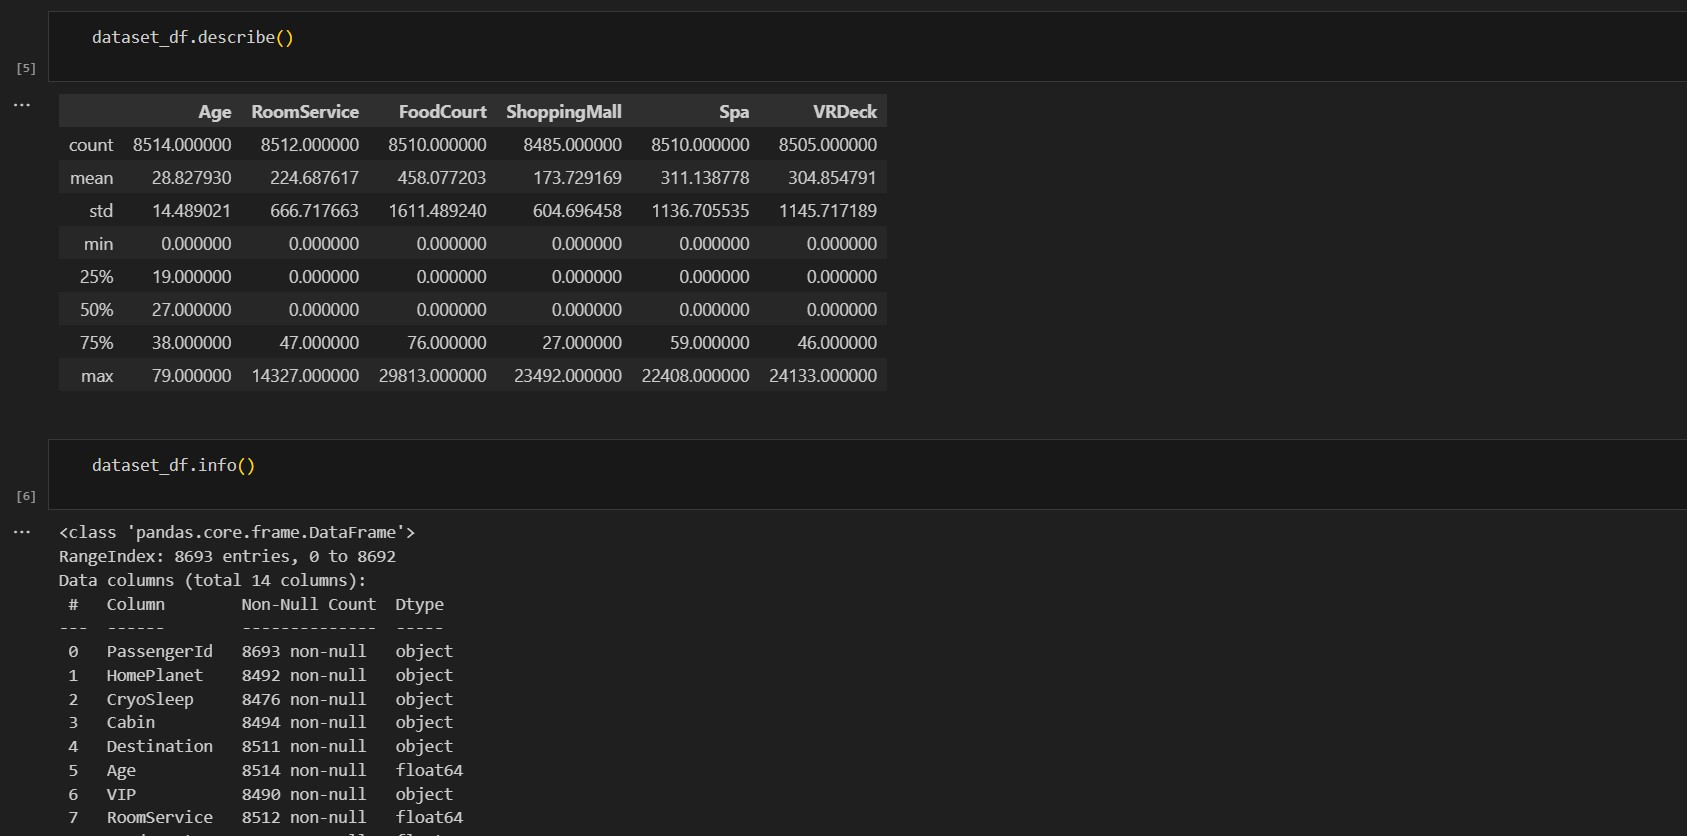 dataset_df.describe()
[5]
...
Age RoomService FoodCourt ShoppingMall Spa VRDeck
count 8514.000000 8512.000000 8510.000000 8485.000000 8510.000000 8505.000000
mean 28.827930 224.687617 458.077203 173.729169 311.138778 304.854791
std 14.489021 666.717663 1611.489240 604.696458 1136.705535 1145.717189
min 0.000000 0.000000 0.000000 0.000000 0.000000 0.000000
25% 19.000000 0.000000 0.000000 0.000000 0.000000 0.000000
50% 27.000000 0.000000 0.000000 0.000000 0.000000 0.000000
75% 38.000000 47.000000 76.000000 27.000000 59.000000 46.000000
max 79.000000 14327.000000 29813.000000 23492.000000 22408.000000 24133.000000
dataset_df.info()
[6]
...
<class 'pandas.core.frame.DataFrame'>
RangeIndex: 8693 entries, 0 to 8692
Data columns (total 14 columns):
# Column Non-Null Count Dtype
--- ------ -------------- -----
0 PassengerId 8693 non-null object
1 HomePlanet 8492 non-null object
2 CryoSleep 8476 non-null object
3 Cabin 8494 non-null object
4 Destination 8511 non-null object
5 Age 8514 non-null float64
6 VIP 8490 non-null object
7 RoomService 8512 non-null float64